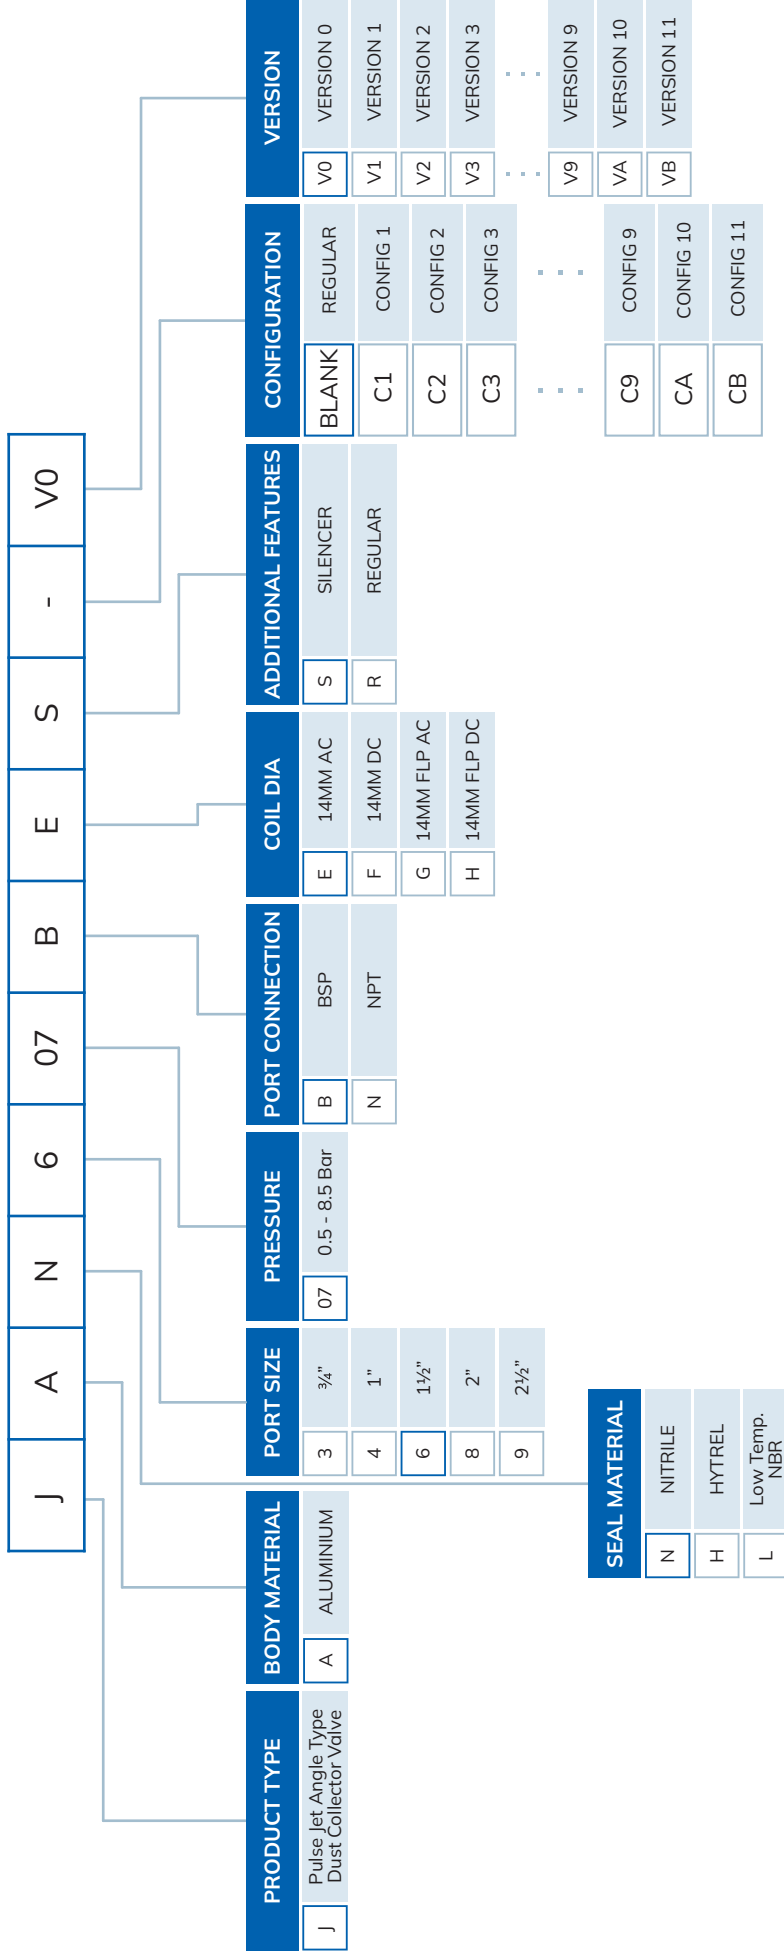 J A N 6 07 B E S - V0
PRODUCT TYPE
J Pulse Jet Angle Type
Dust Collector Valve
BODY MATERIAL
A ALUMINIUM
SEAL MATERIAL
N NITRILE
H HYTREL
L Low Temp.
NBR
PORT SIZE
3 ¾”
4 1”
6 1½”
8 2”
9 2½”
PRESSURE
07 0.5 - 8.5 Bar
PORT CONNECTION
B BSP
N NPT
COIL DIA
E 14MM AC
F 14MM DC
G 14MM FLP AC
H 14MM FLP DC
ADDITIONAL FEATURES
S SILENCER
R REGULAR
CONFIGURATION
BLANK REGULAR
C1 CONFIG 1
C2 CONFIG 2
C3 CONFIG 3
C9 CONFIG 9
CA CONFIG 10
CB CONFIG 11
VERSION
V0 VERSION 0
V1 VERSION 1
V2 VERSION 2
V3 VERSION 3
V9 VERSION 9
VA VERSION 10
VB VERSION 11